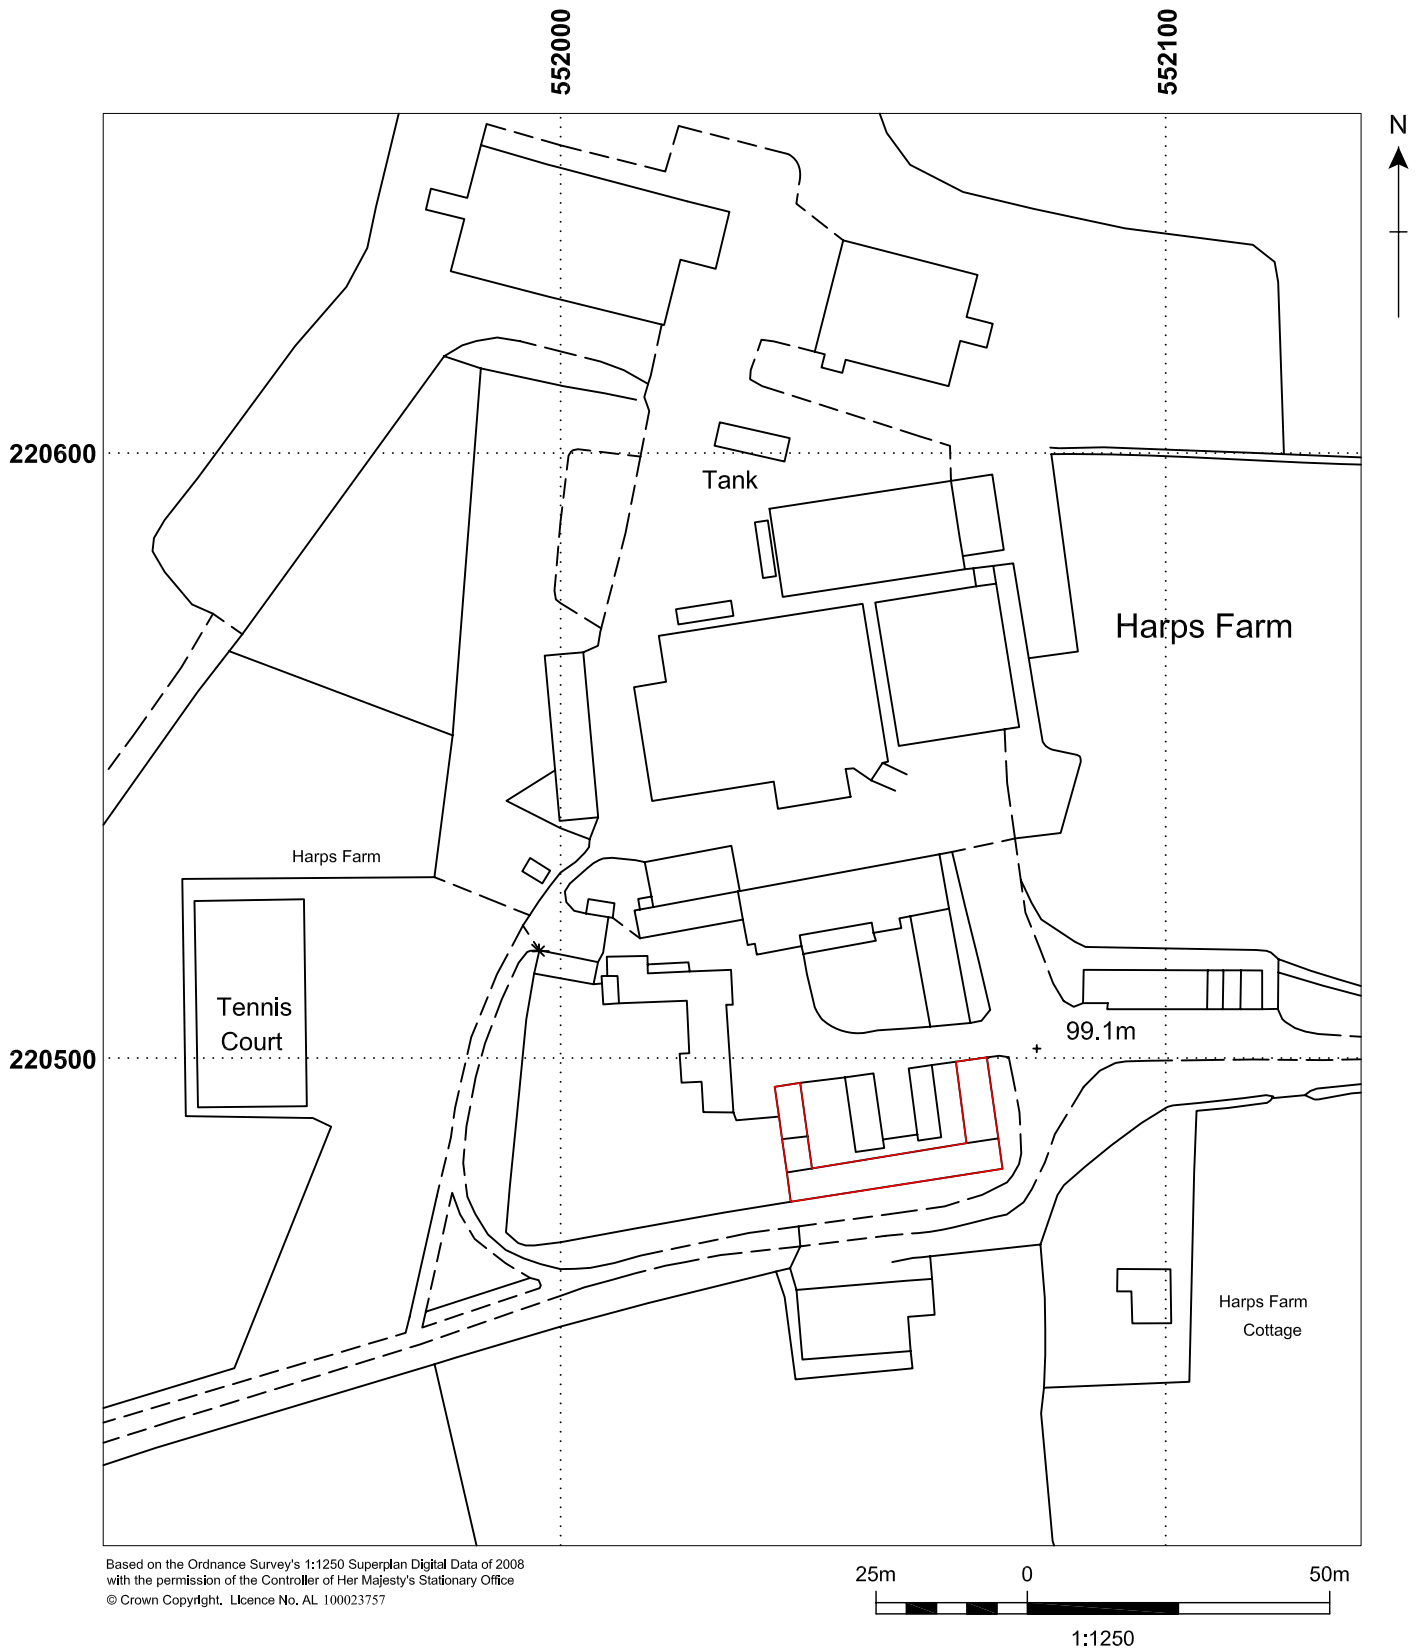 552000
552100
N
220600
Tank
Harps Farm
Harps Farm
Tennis
Court
99.1m
220500
Harps Farm
Cottage
Based on the Ordnance Survey's 1:1250 Superplan Digital Data of 2008
with the permission of the Controller of Her Majesty's Stationary Office
© Crown Copyright. Licence No. AL 100023757
25m 0 50m
1:1250